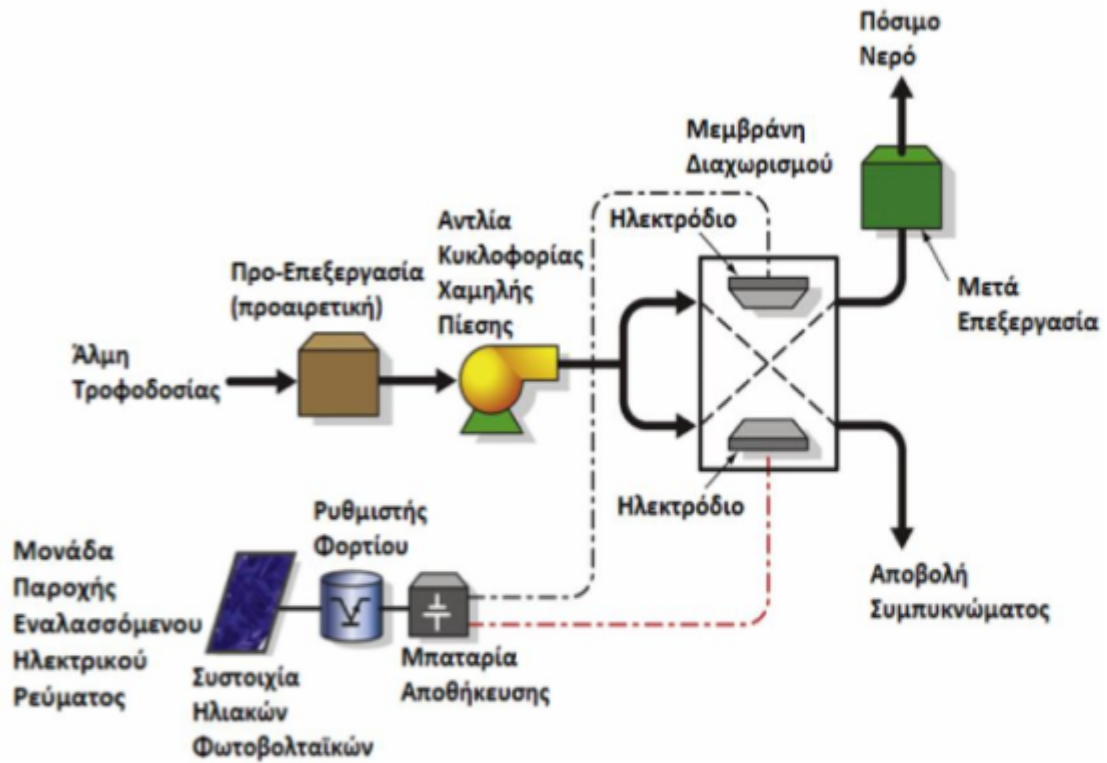 Πόσιμο
Νερό
Μεμβράνη
Διαχωρισμού
Ηλεκτρόδιο
Αντλία
Κυκλοφορίας
Χαμηλής
Πίεσης
Προ-Επεξεργασία
(προαιρετική)
Μετά
Επεξεργασία
Άλμη
Τροφοδοσίας
Ηλεκτρόδιο
Ρυθμιστής
Φορτίου
Μονάδα
Παροχής
Εναλασσόμενου
Ηλεκτρικού
Ρεύματος
Αποβολή
Συμπυκνώματος
Μπαταρία
Αποθήκευσης
Συστοιχία
Ηλιακών
Φωτοβολταϊκών